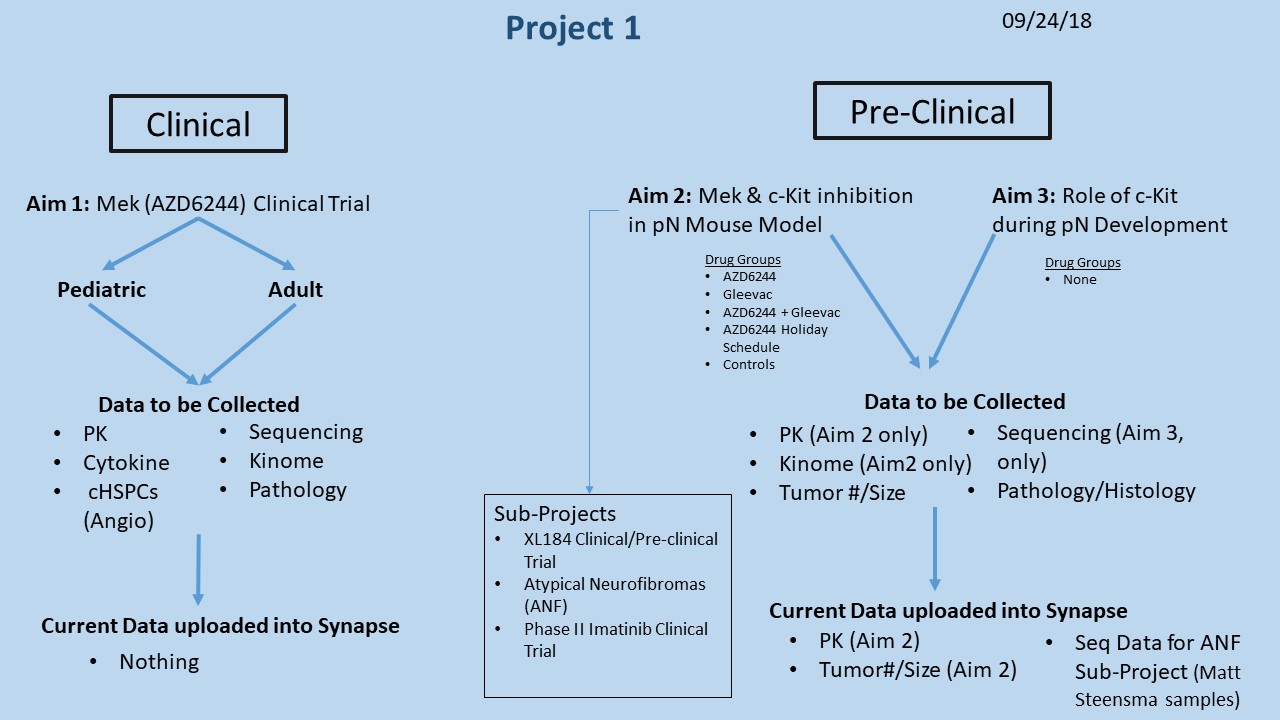 Project 1
09/24/18
Clinical
Aim 1: Mek (AZD6244) Clinical Trial
Pediatric
Adult
Data to be Collected
• PK
• Cytokine
• cHSPCs
(Angio)
• Sequencing
• Kinome
• Pathology
Current Data uploaded into Synapse
• Nothing
Pre-Clinical
Aim 2: Mek & c-Kit inhibition
in pN Mouse Model
Drug Groups
• AZD6244
• Gleevac
• AZD6244 + Gleevac
• AZD6244 Holiday
Schedule
• Controls
Aim 3: Role of c-Kit
during pN Development
Drug Groups
• None
Sub-Projects
• XL184 Clinical/Pre-clinical
Trial
• Atypical Neurofibromas
(ANF)
• Phase II Imatinib Clinical
Trial
Data to be Collected
• PK (Aim 2 only)
• Kinome (Aim2 only)
• Tumor #/Size
• Sequencing (Aim 3,
only)
• Pathology/Histology
Current Data uploaded into Synapse
• PK (Aim 2)
• Tumor#/Size (Aim 2)
• Seq Data for ANF
Sub-Project (Matt
Steensma samples)